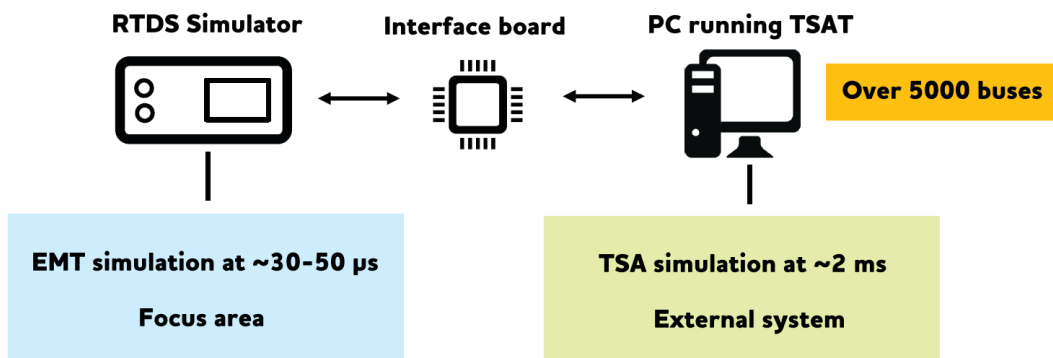 RTDS Simulator
Interface board
PC running TSAT
Over 5000 buses
EMT simulation at ~30-50 μs
Focus area
TSA simulation at ~2 ms
External system